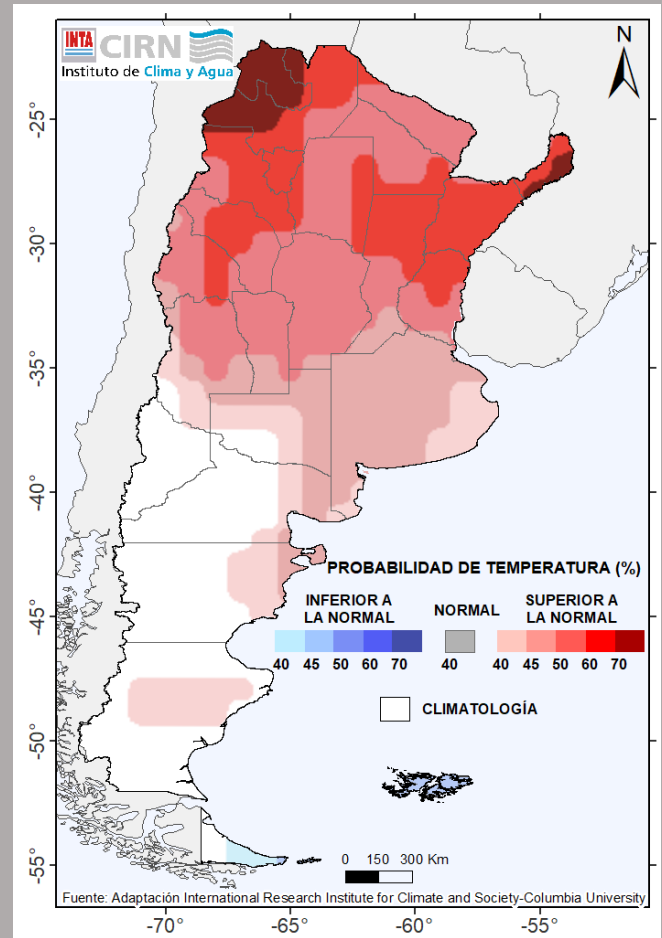 INTA CIRN
Instituto de Clima y Agua
N
-25°
-30°
-35°
-40°
-45°
-50°
-55°
PROBABILIDAD DE TEMPERATURA (%)
INFERIOR A
LA NORMAL
NORMAL
SUPERIOR A
LA NORMAL
40 45 50 60 70
40
40 45 50 60 70
CLIMATOLOGÍA
0 150 300 Km
Fuente: Adaptación International Research Institute for Climate and Society-Columbia University
-70° -65° -60° -55°